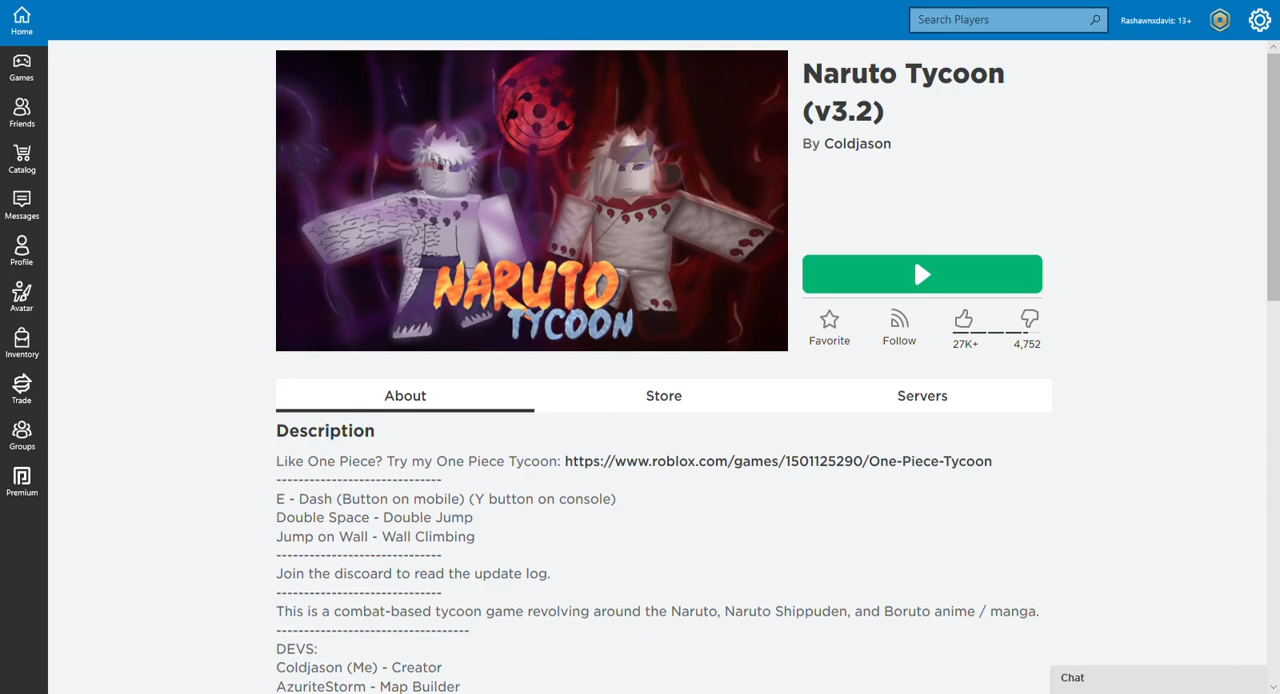 Home
Search Players
Rashawnxdavis: 13+
Games
Friends
Catalog
Messages
Profile
Avatar
Inventory
Trade
Groups
Premium
NARUTO
TYCOON
Naruto Tycoon
(v3.2)
By Coldjason
Favorite
Follow
27K+
4,752
About
Store
Servers
Description
Like One Piece? Try my One Piece Tycoon: https://www.roblox.com/games/1501125290/One-Piece-Tycoon
-----------------------------
E - Dash (Button on mobile) (Y button on console)
Double Space - Double Jump
Jump on Wall - Wall Climbing
-----------------------------
Join the discoard to read the update log.
-----------------------------
This is a combat-based tycoon game revolving around the Naruto, Naruto Shippuden, and Boruto anime / manga.
----------------------------------
DEVS:
Coldjason (Me) - Creator
AzuriteStorm - Map Builder
Chat